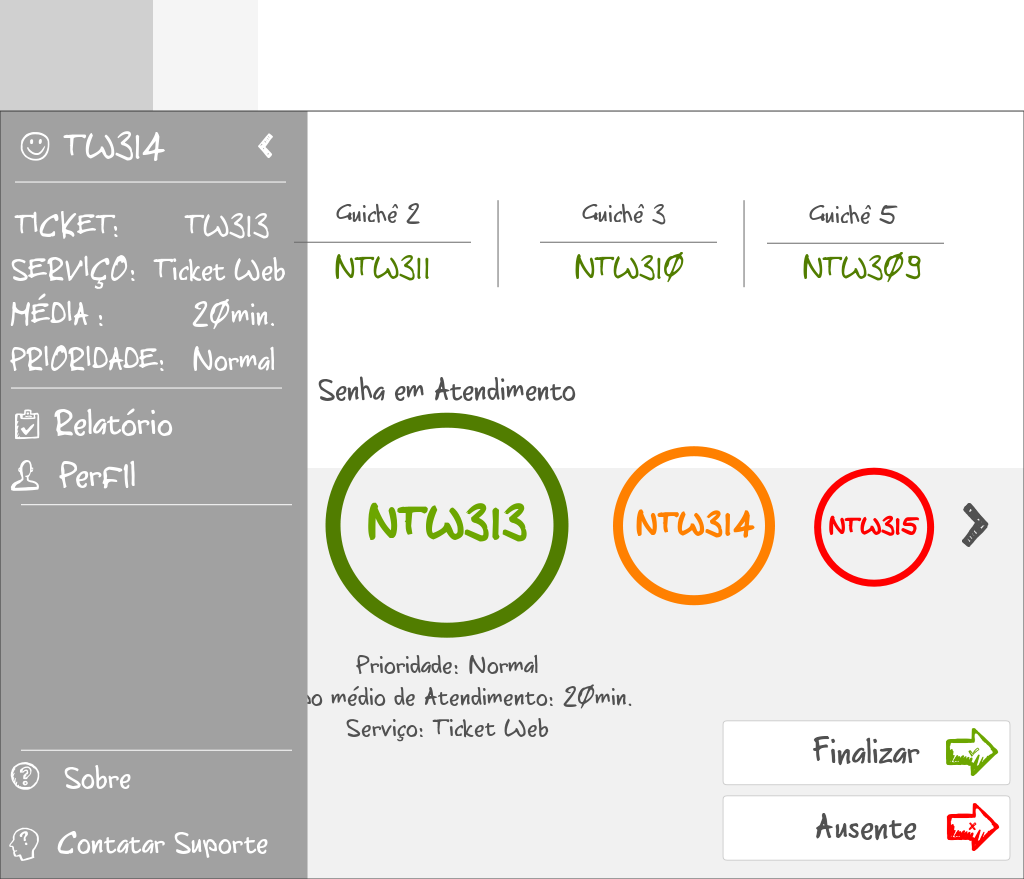 TW314
TICKET: TW313
SERVIÇO: Ticket Web
MÉDIA : 20min.
PRIORIDADE: Normal
Relatório
PerFIl
Sobre
Contatar Suporte
Guichê 2
NTW311
Guichê 3
NTW310
Guichê 5
NTW309
Senha em Atendimento
NTW313
NTW314
NTW315
Prioridade: Normal
médio de Atendimento: 20min.
Serviço: Ticket Web
Finalizar
Ausente